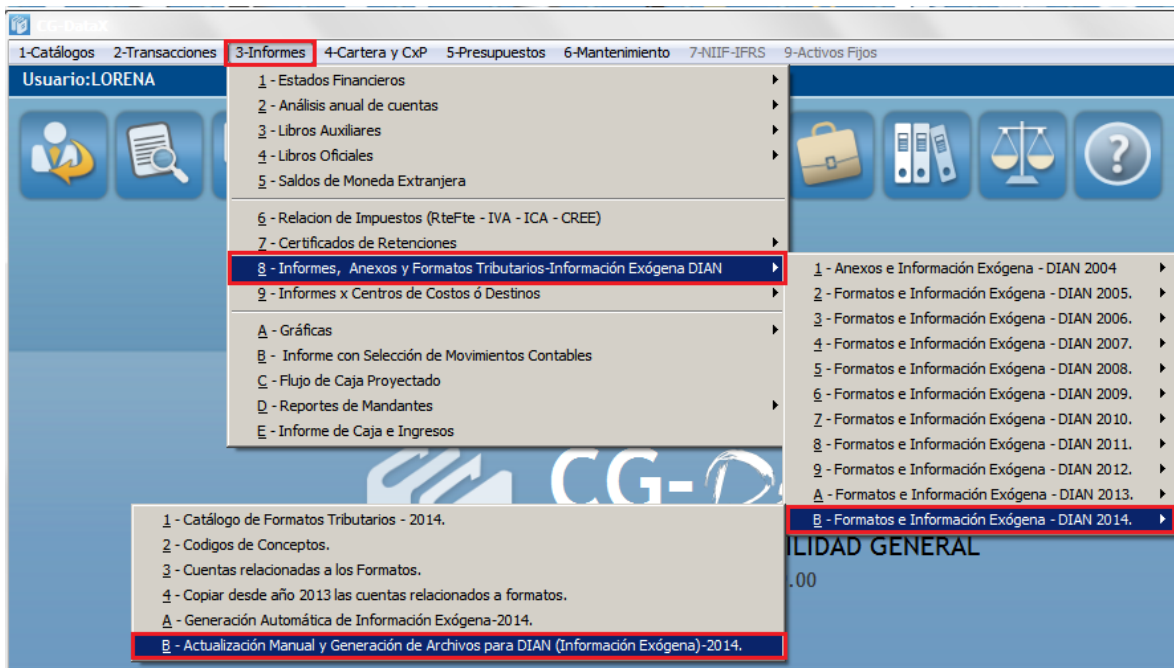 CG-DataX
1-Catálogos 2-Transacciones 3-Informes 4-Cartera y CxP 5-Presupuestos 6-Mantenimiento 7-NIIF-IFRS 9-Activos Fijos
Usuario:LORENA
1 - Estados Financieros
2 - Análisis anual de cuentas
3 - Libros Auxiliares
4 - Libros Oficiales
5 - Saldos de Moneda Extranjera
6 - Relacion de Impuestos (RteFte - IVA - ICA - CREE)
7 - Certificados de Retenciones
8 - Informes, Anexos y Formatos Tributarios-Información Exógena DIAN
9 - Informes x Centros de Costos ó Destinos
A - Gráficas
B - Informe con Selección de Movimientos Contables
C - Flujo de Caja Proyectado
D - Reportes de Mandantes
E - Informe de Caja e Ingresos
1 - Anexos e Información Exógena - DIAN 2004
2 - Formatos e Información Exógena - DIAN 2005.
3 - Formatos e Información Exógena - DIAN 2006.
4 - Formatos e Información Exógena - DIAN 2007.
5 - Formatos e Información Exógena - DIAN 2008.
6 - Formatos e Información Exógena - DIAN 2009.
7 - Formatos e Información Exógena - DIAN 2010.
8 - Formatos e Información Exógena - DIAN 2011.
9 - Formatos e Información Exógena - DIAN 2012.
A - Formatos e Información Exógena - DIAN 2013.
B - Formatos e Información Exógena - DIAN 2014.
CG-D
ILIDAD GENERAL
.00
1 - Catálogo de Formatos Tributarios - 2014.
2 - Codigos de Conceptos.
3 - Cuentas relacionadas a los Formatos.
4 - Copiar desde año 2013 las cuentas relacionados a formatos.
A - Generación Automática de Información Exógena-2014.
B - Actualización Manual y Generación de Archivos para DIAN (Información Exógena)-2014.